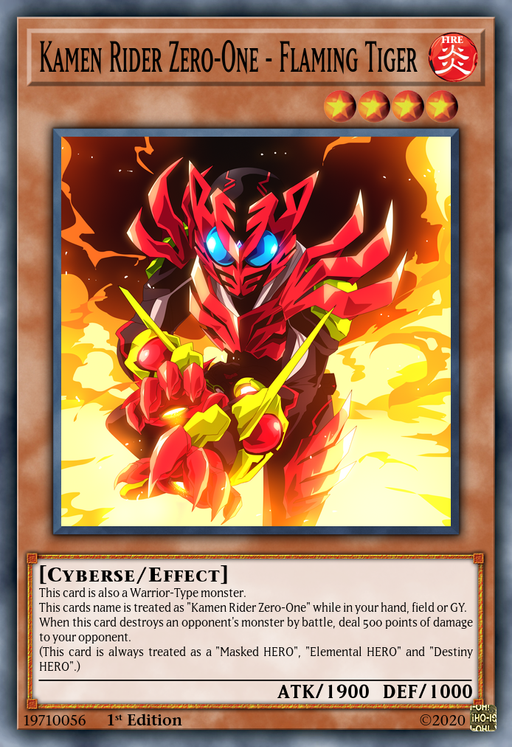 Kamen Rider Zero-One - Flaming Tiger
FIRE
炎
[Cyberse/Effect]
This card is also a Warrior-Type monster.
This cards name is treated as "Kamen Rider Zero-One" while in your hand, field or GY.
When this card destroys an opponent's monster by battle, deal 500 points of damage
to your opponent.
(This card is always treated as a "Masked HERO", "Elemental HERO" and "Destiny
HERO".)
ATK/1900 DEF/1000
19710056 1st Edition ©2020